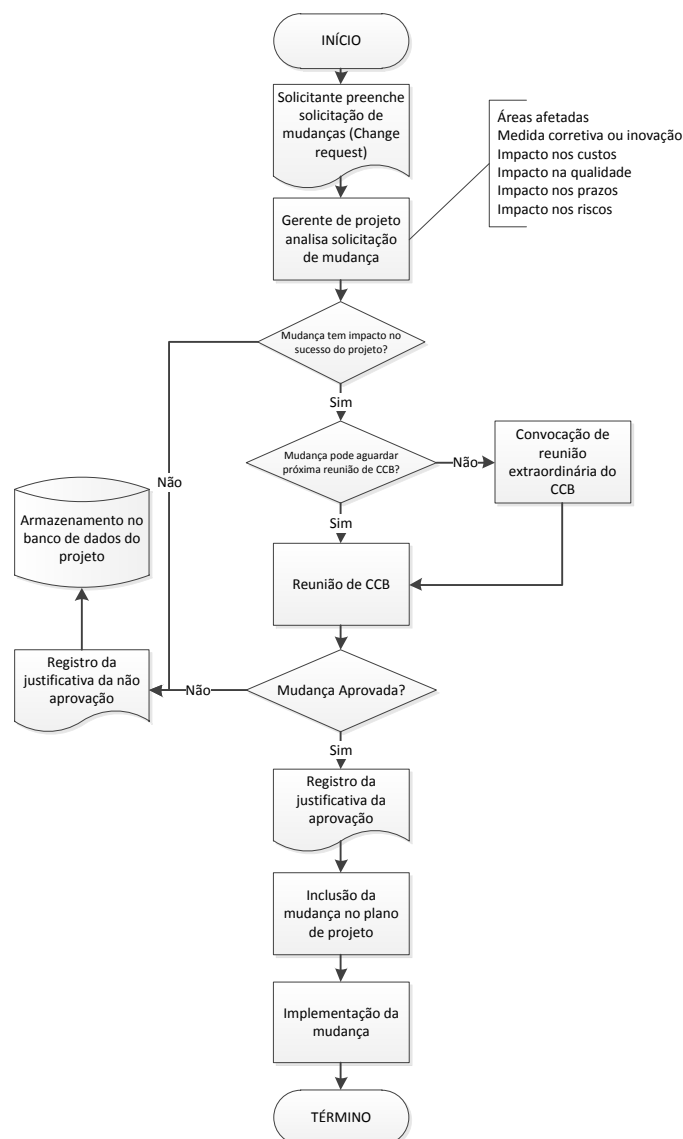 INÍCIO
Solicitante preenche
solicitação de
mudanças (Change
request)
Áreas afetadas
Medida corretiva ou inovação
Impacto nos custos
Impacto na qualidade
Impacto nos prazos
Impacto nos riscos
Gerente de projeto
analisa solicitação
de mudança
Mudança tem impacto no
sucesso do projeto?
Sim
Não
Mudança pode aguardar
próxima reunião de CCB?
Não
Convocação de
reunião
extraordinária do
CCB
Sim
Reunião de CCB
Mudança Aprovada?
Não
Registro da
justificativa da não
aprovação
Armazenamento no
banco de dados do
projeto
Sim
Registro da
justificativa da
aprovação
Inclusão da
mudança no plano
de projeto
Implementação da
mudança
TÉRMINO